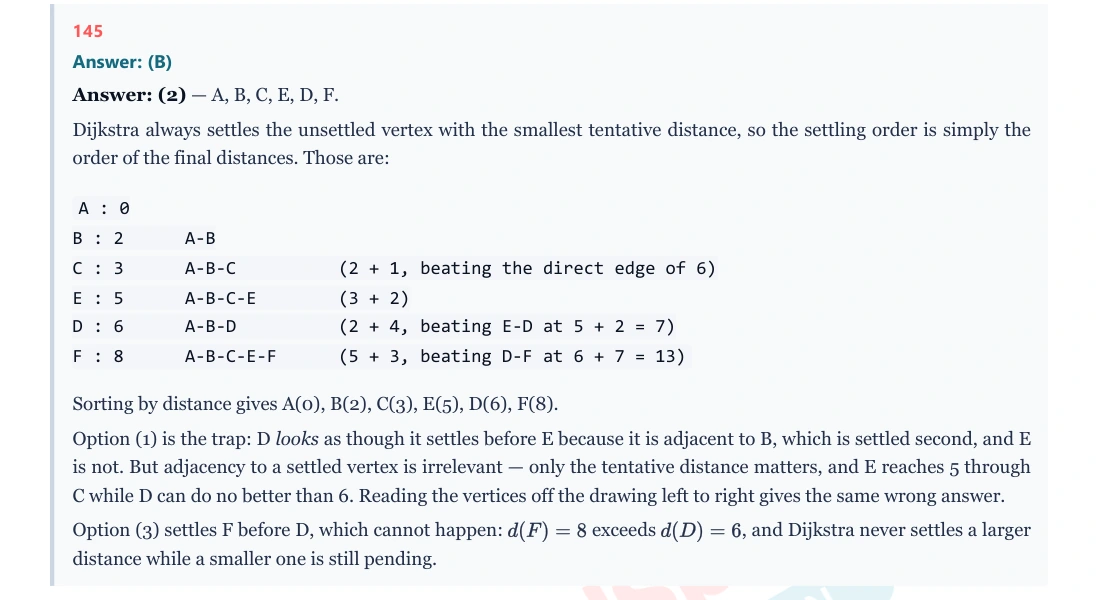 145
Answer: (B)
Answer: (2) — A, B, C, E, D, F.
Dijkstra always settles the unsettled vertex with the smallest tentative distance, so the settling order is simply the
order of the final distances. Those are:
A : 0
B : 2 A-B
C : 3 A-B-C (2 + 1, beating the direct edge of 6)
E : 5 A-B-C-E (3 + 2)
D : 6 A-B-D (2 + 4, beating E-D at 5 + 2 = 7)
F : 8 A-B-C-E-F (5 + 3, beating D-F at 6 + 7 = 13)
Sorting by distance gives A(0), B(2), C(3), E(5), D(6), F(8).
Option (1) is the trap: D looks as though it settles before E because it is adjacent to B, which is settled second, and E
is not. But adjacency to a settled vertex is irrelevant — only the tentative distance matters, and E reaches 5 through
C while D can do no better than 6. Reading the vertices off the drawing left to right gives the same wrong answer.
Option (3) settles F before D, which cannot happen: d(F) = 8 exceeds d(D) = 6, and Dijkstra never settles a larger
distance while a smaller one is still pending.